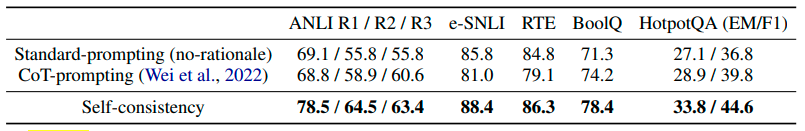 ANLI R1 / R2 / R3 e-SNLI RTE BoolQ HotpotQA (EM/F1)
Standard-prompting (no-rationale) 69.1 / 55.8 / 55.8 85.8 84.8 71.3 27.1 / 36.8
CoT-prompting (Wei et al., 2022) 68.8 / 58.9 / 60.6 81.0 79.1 74.2 28.9 / 39.8
Self-consistency 78.5 / 64.5 / 63.4 88.4 86.3 78.4 33.8 / 44.6